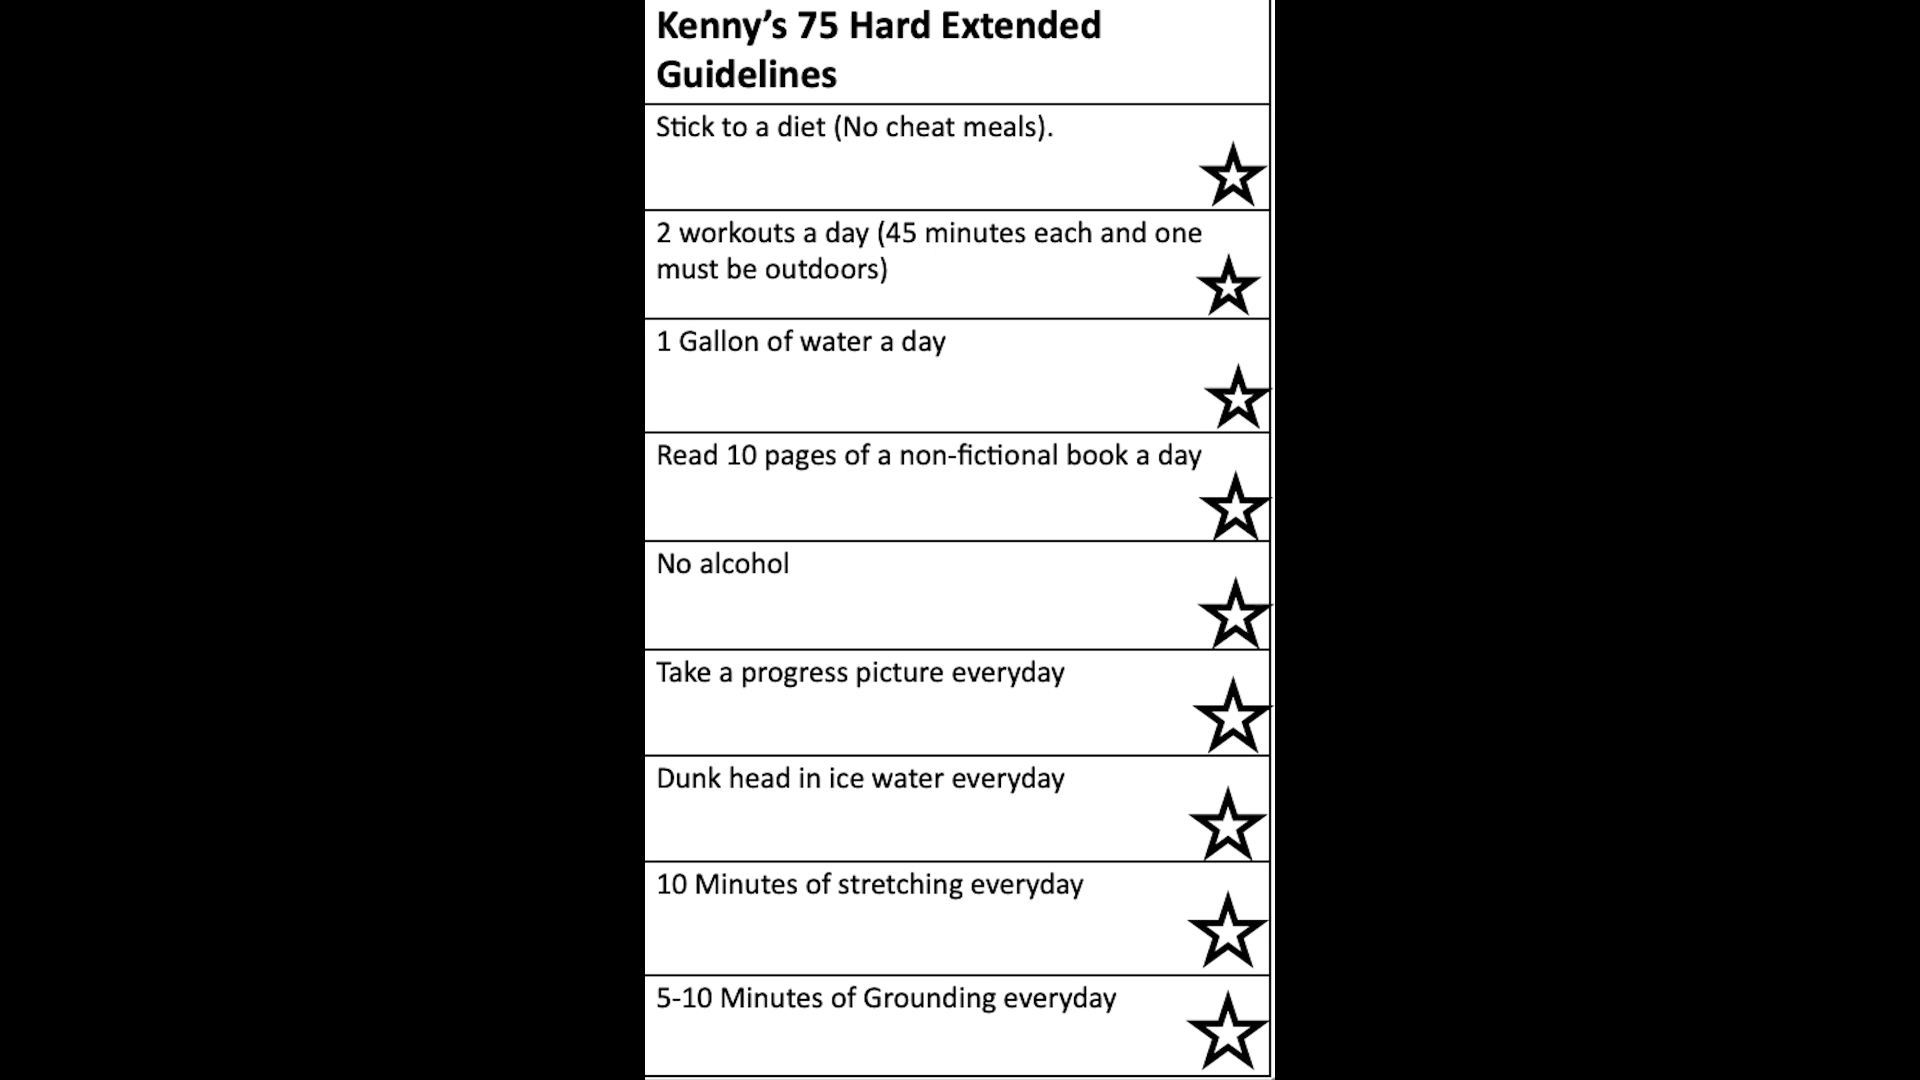 Kenny’s 75 Hard Extended
Guidelines
Stick to a diet (No cheat meals).
2 workouts a day (45 minutes each and one
must be outdoors)
1 Gallon of water a day
Read 10 pages of a non-fictional book a day
No alcohol
Take a progress picture everyday
Dunk head in ice water everyday
10 Minutes of stretching everyday
5-10 Minutes of Grounding everyday